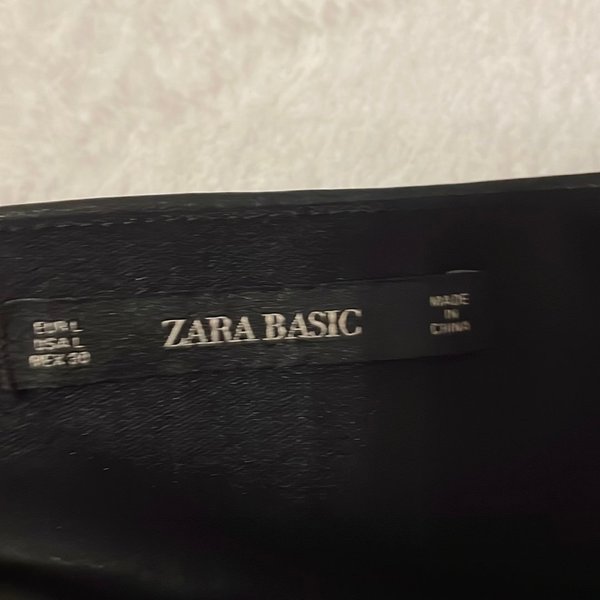 EUR L
USA L
MEX 30
ZARA BASIC
MADE
IN
CHINA